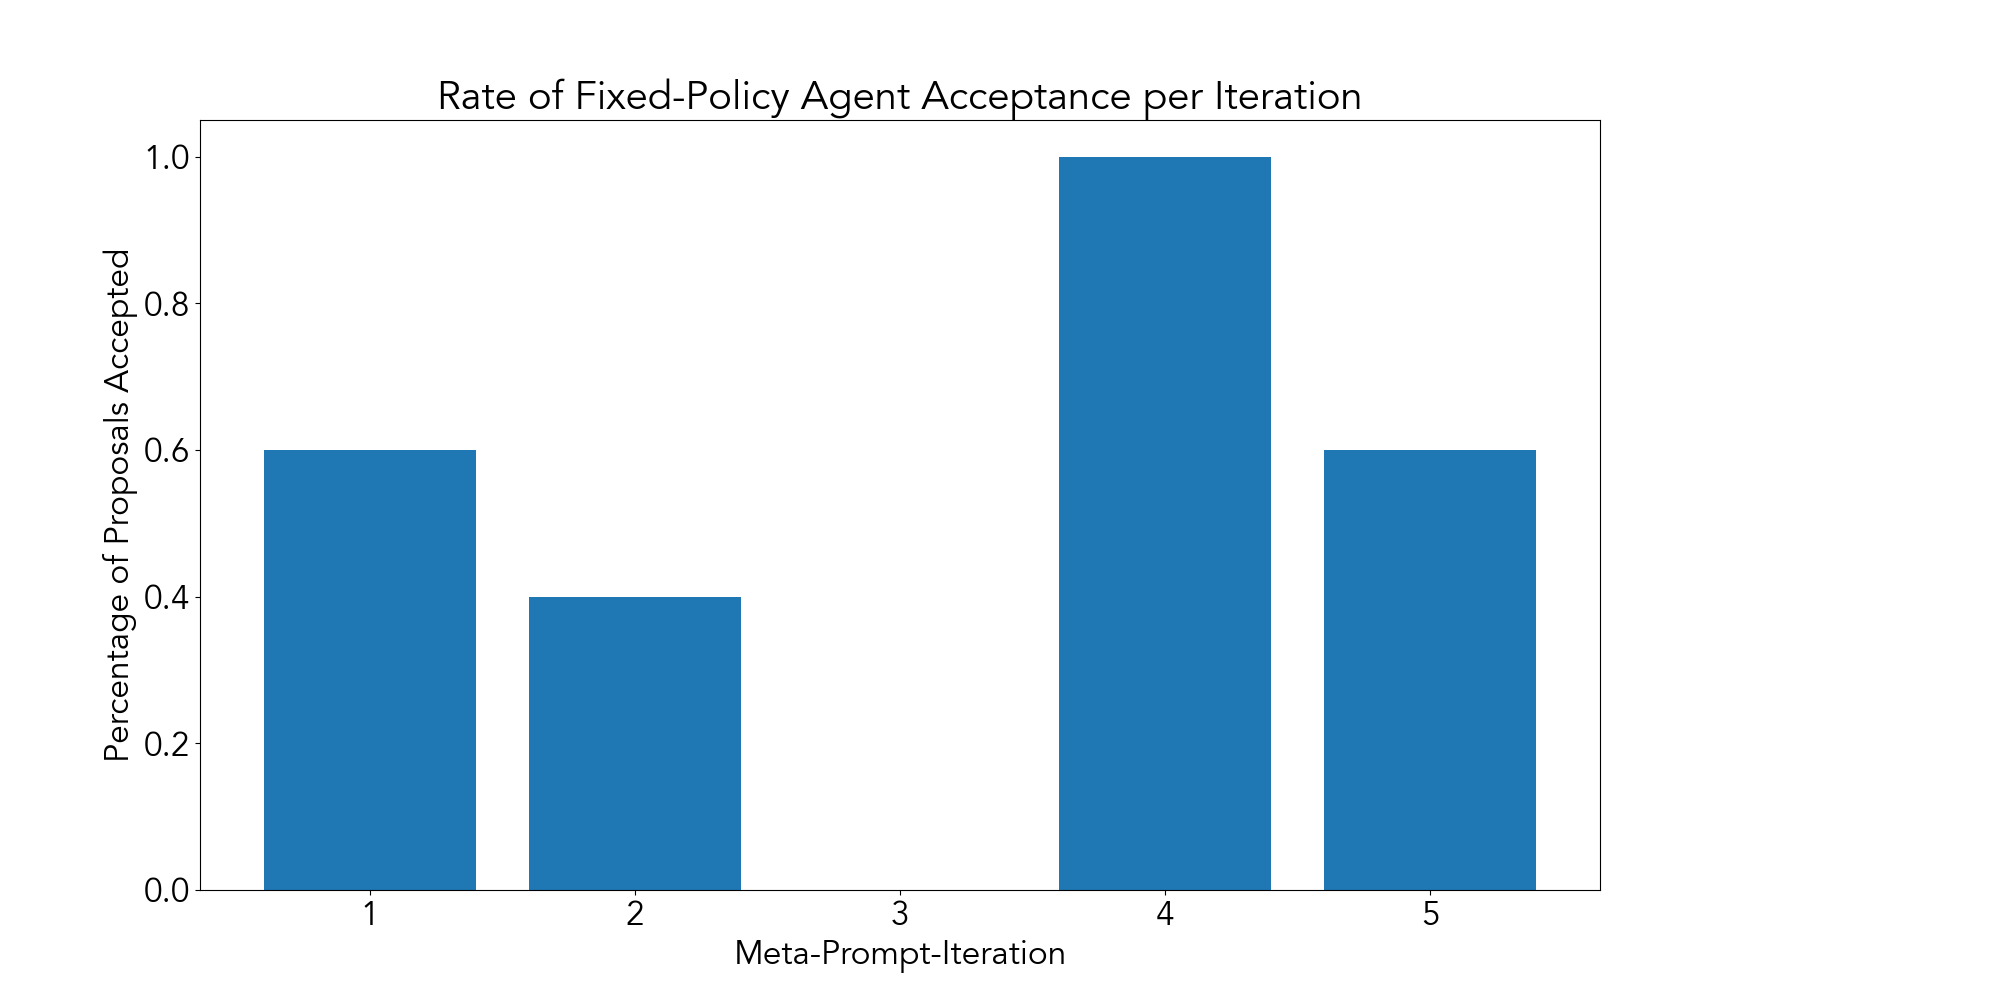 Rate of Fixed-Policy Agent Acceptance per Iteration
Percentage of Proposals Accepted
1.0
0.8
0.6
0.4
0.2
0.0
1 2 3 4 5
Meta-Prompt-Iteration